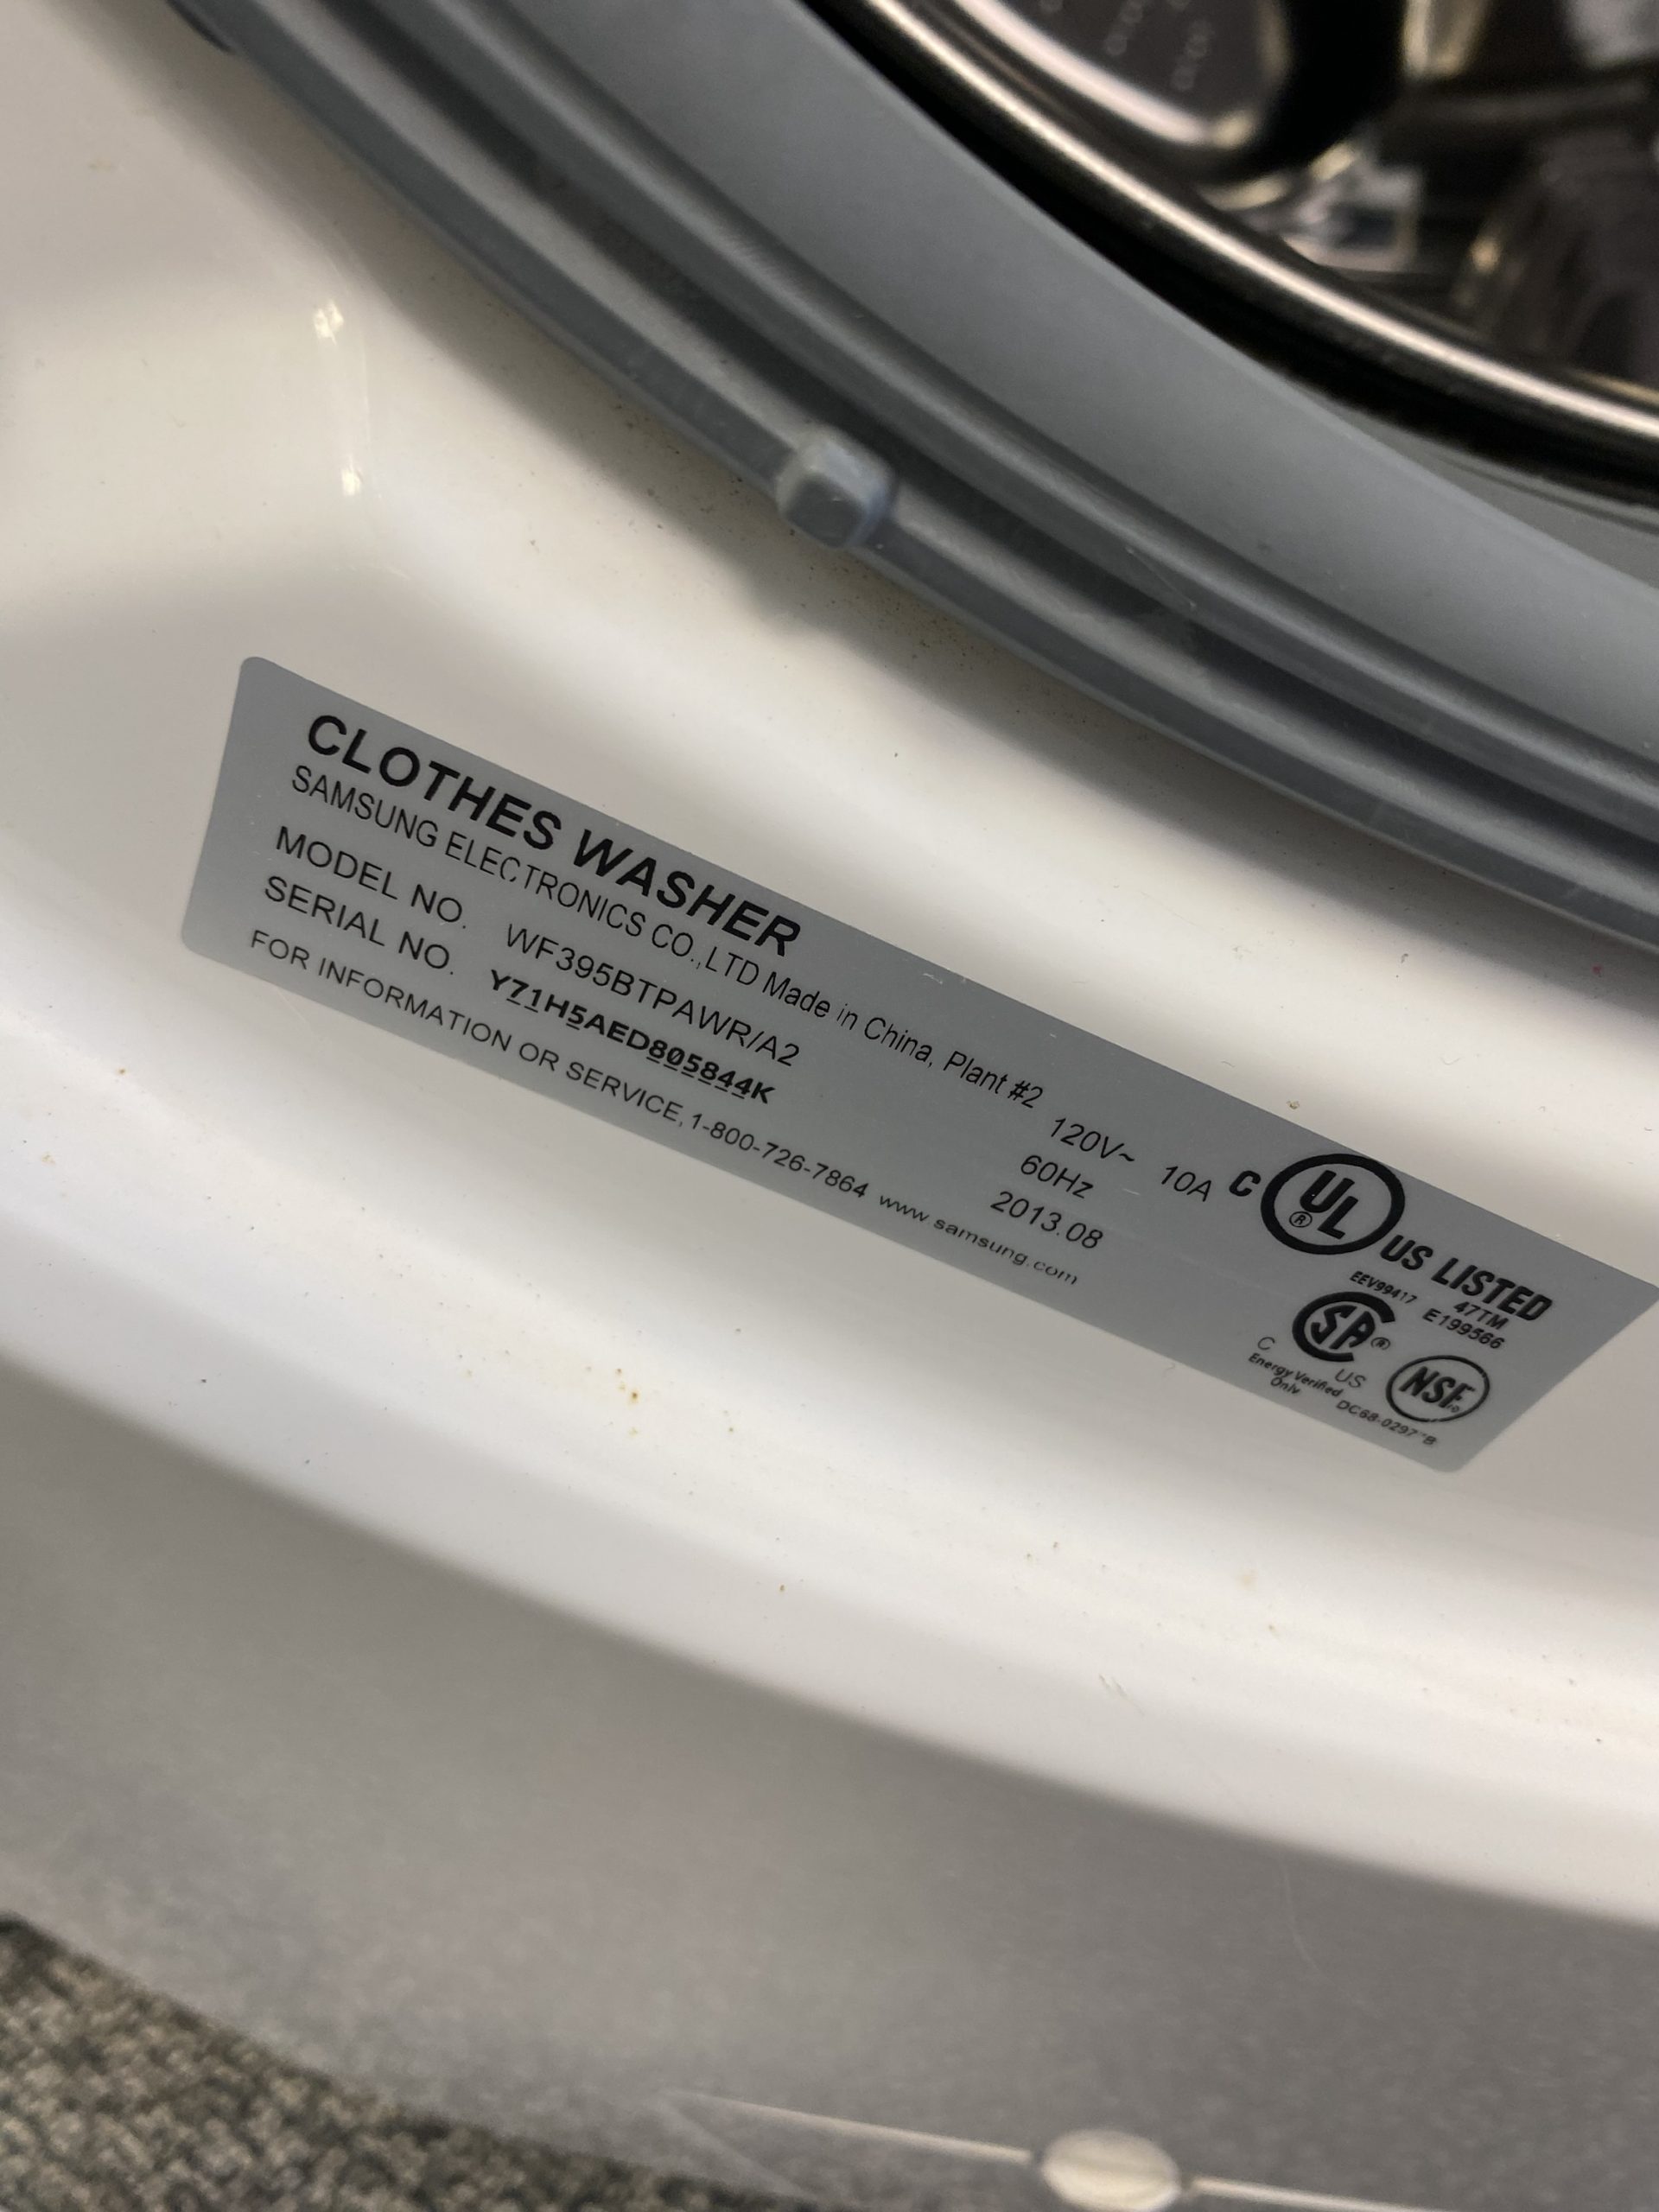 CLOTHES WASHER
SAMSUNG ELECTRONICS CO.,LTD Made in China, Plant #2
MODEL NO. WF395BTPAWR/A2 120V~ 10A
SERIAL NO. Y71H5AED805844K 60Hz
2013.08
FOR INFORMATION OR SERVICE, 1-800-726-7864 www.samsung.com
C UL ® US LISTED
47TM
EEV99417 E199566
C SA ® US
Energy Verified
Only
NSF